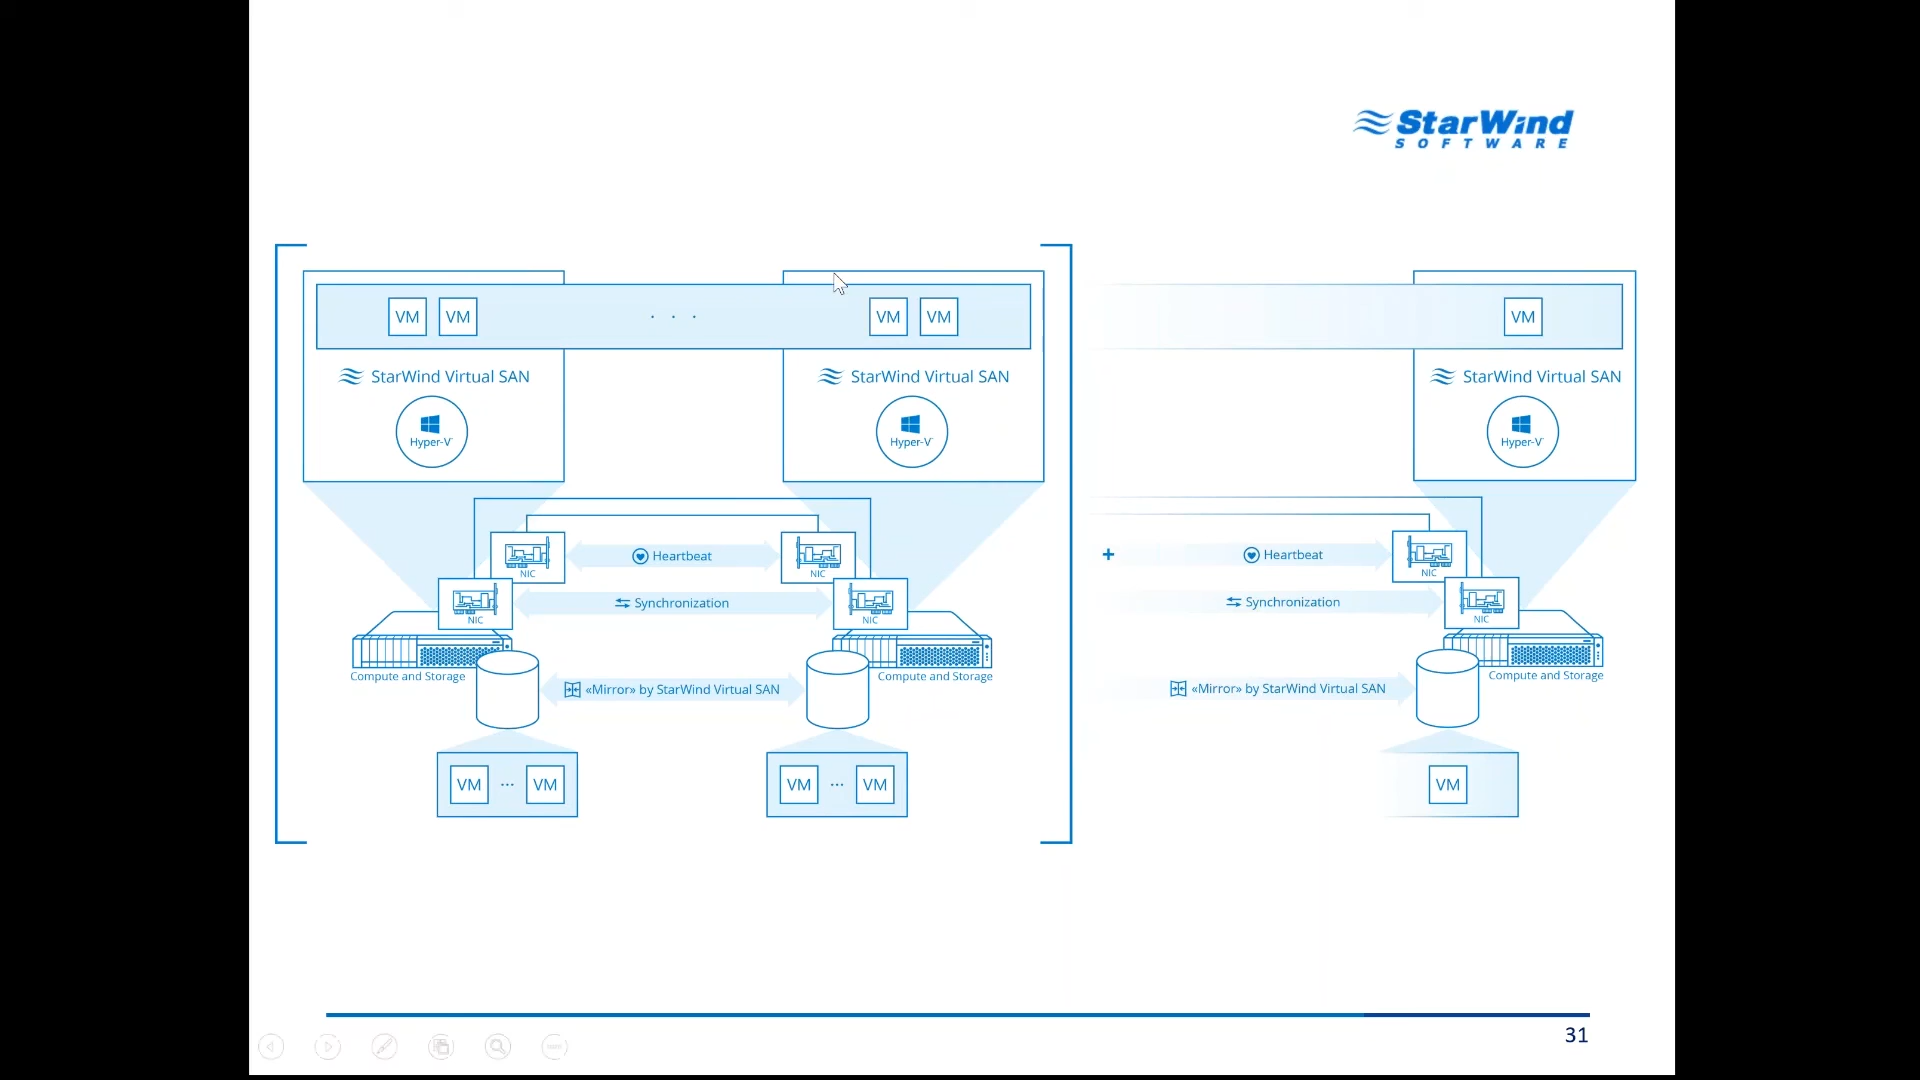 StarWind
SOFTWARE
VM VM . . . VM VM
VM
StarWind Virtual SAN
StarWind Virtual SAN
StarWind Virtual SAN
Hyper-V
Hyper-V
Hyper-V
NIC
Heartbeat
NIC
+
Heartbeat
NIC
NIC
Synchronization
NIC
Synchronization
NIC
Compute and Storage
Compute and Storage
Compute and Storage
«Mirror» by StarWind Virtual SAN
«Mirror» by StarWind Virtual SAN
VM ... VM
VM ... VM
VM
31